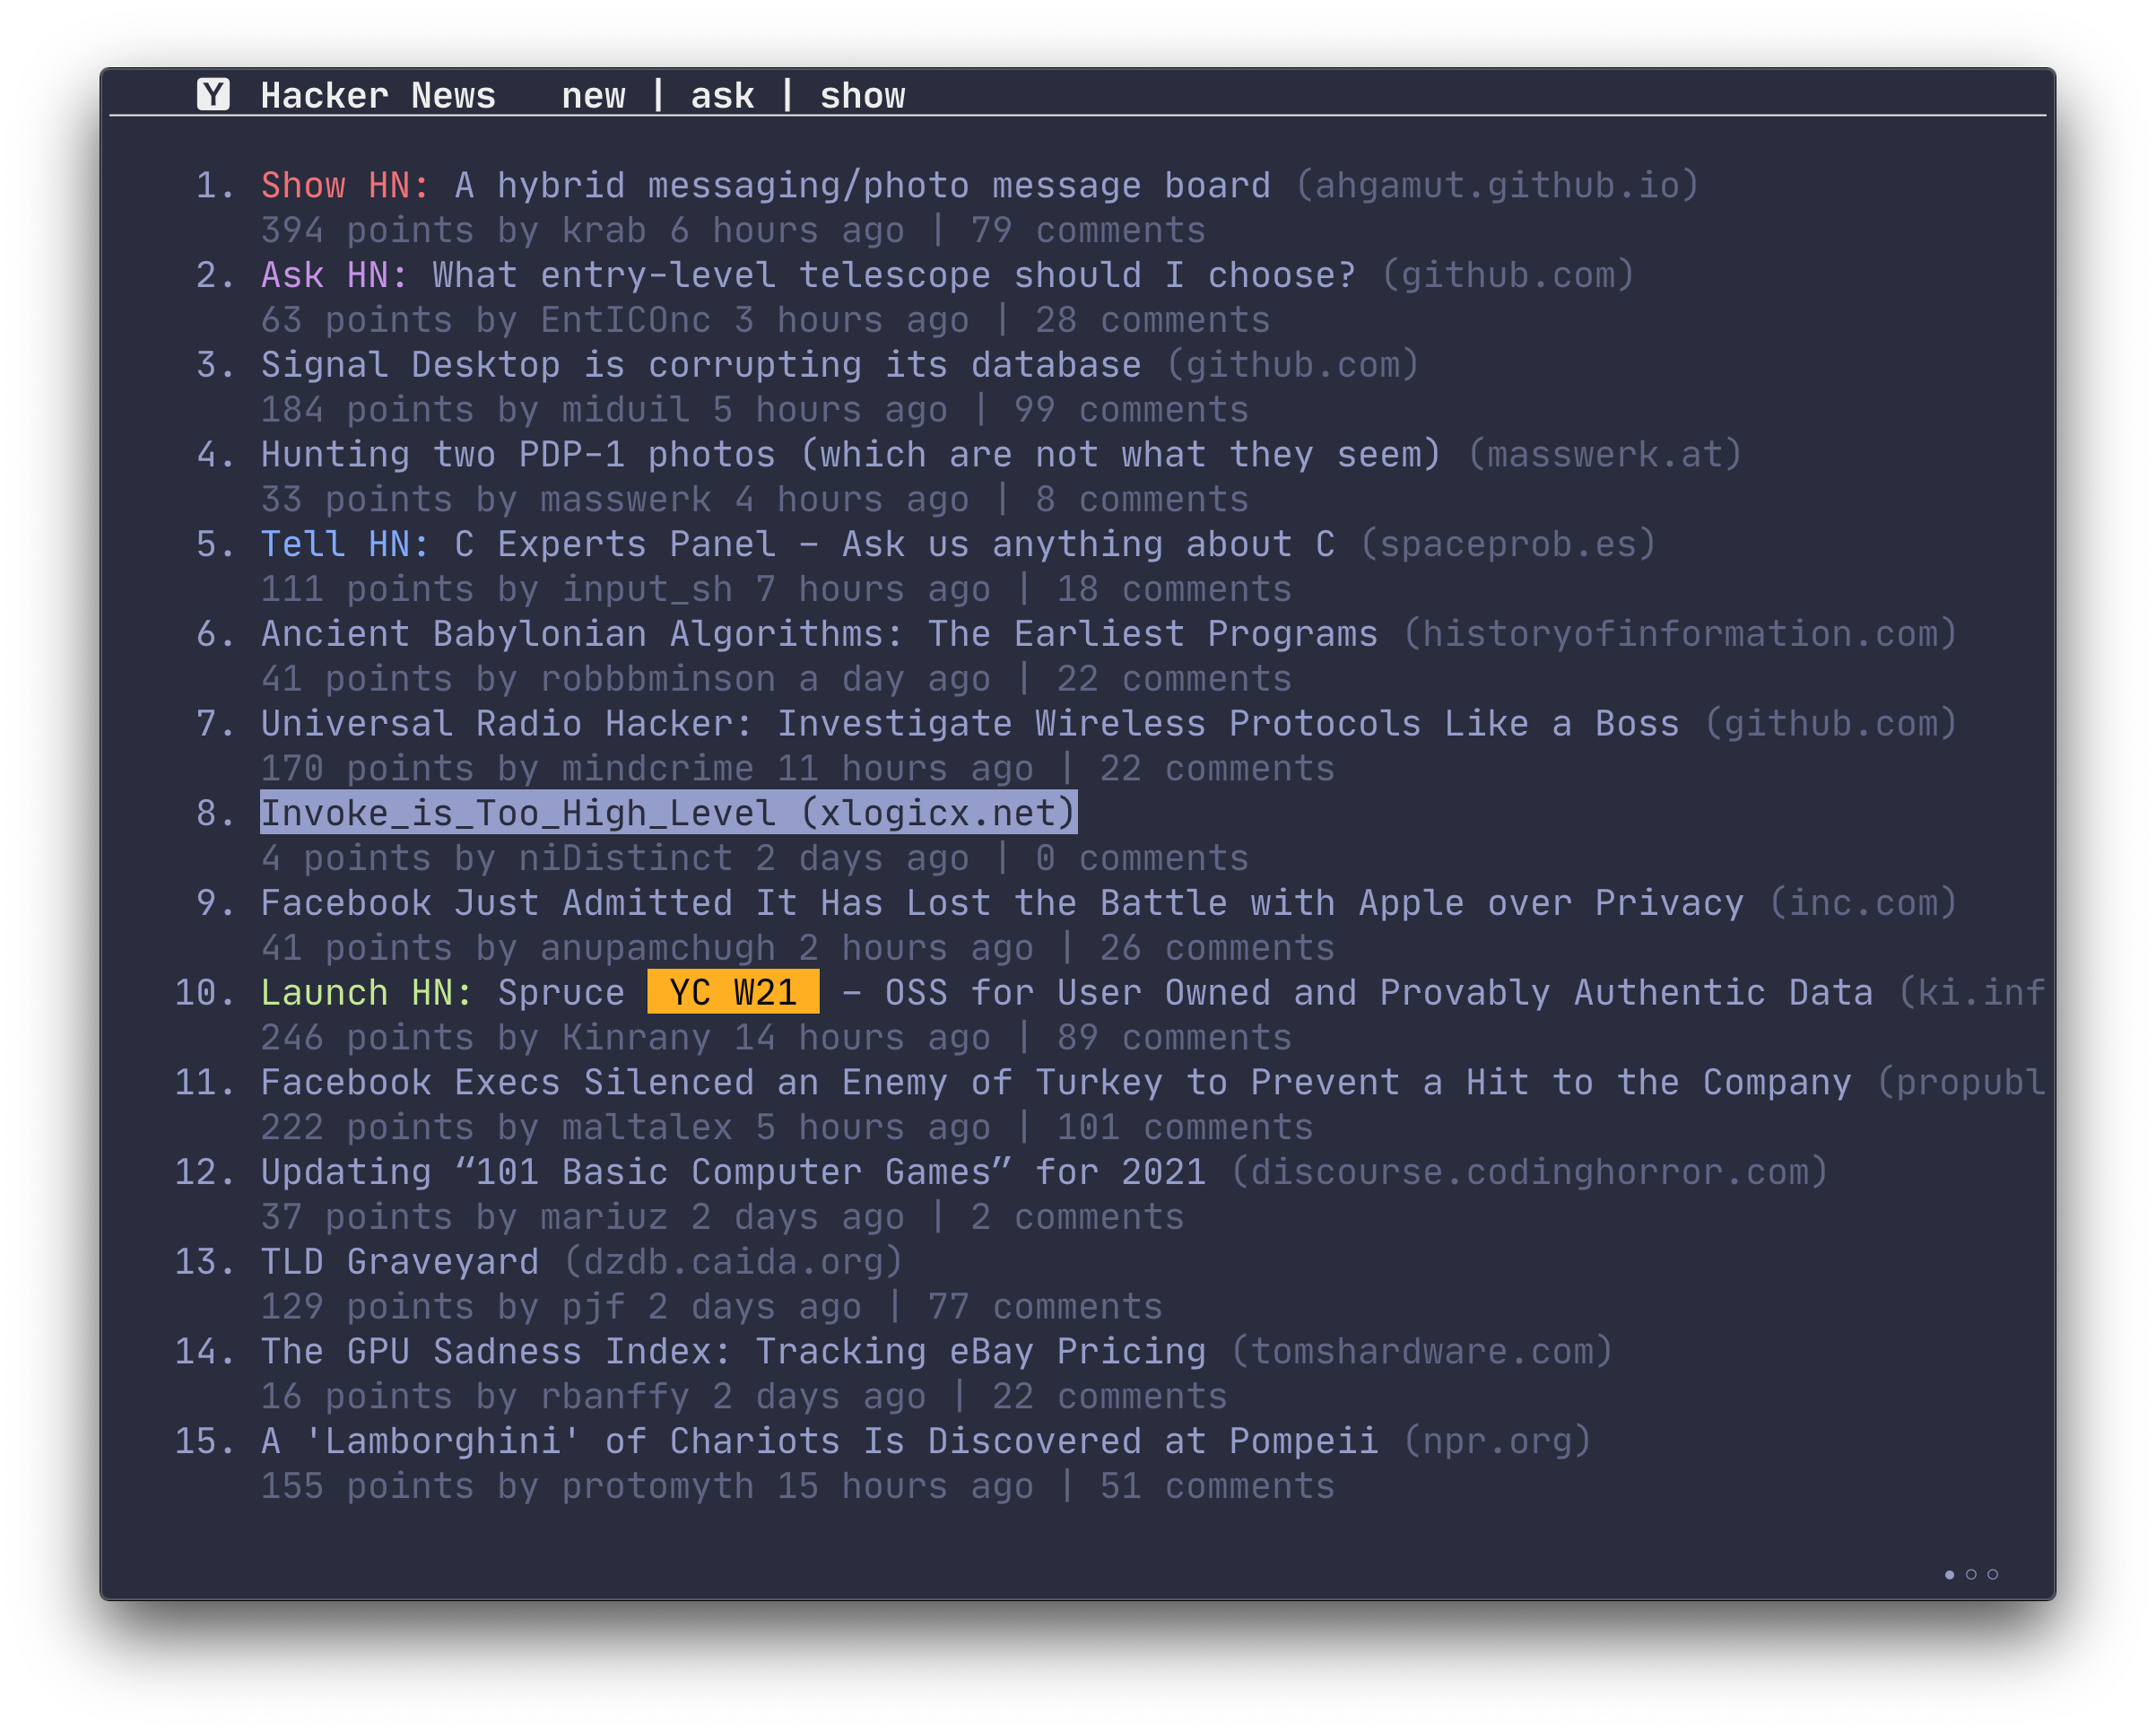 Y Hacker News new | ask | show
1. Show HN: A hybrid messaging/photo message board (ahgamut.github.io)
394 points by krab 6 hours ago | 79 comments
2. Ask HN: What entry-level telescope should I choose? (github.com)
63 points by EntICOnc 3 hours ago | 28 comments
3. Signal Desktop is corrupting its database (github.com)
184 points by miduil 5 hours ago | 99 comments
4. Hunting two PDP-1 photos (which are not what they seem) (masswerk.at)
33 points by masswerk 4 hours ago | 8 comments
5. Tell HN: C Experts Panel – Ask us anything about C (spaceprob.es)
111 points by input_sh 7 hours ago | 18 comments
6. Ancient Babylonian Algorithms: The Earliest Programs (historyofinformation.com)
41 points by robbbminson a day ago | 22 comments
7. Universal Radio Hacker: Investigate Wireless Protocols Like a Boss (github.com)
170 points by mindcrime 11 hours ago | 22 comments
8. Invoke_is_Too_High_Level (xlogicx.net)
4 points by niDistinct 2 days ago | 0 comments
9. Facebook Just Admitted It Has Lost the Battle with Apple over Privacy (inc.com)
41 points by anupamchugh 2 hours ago | 26 comments
10. Launch HN: Spruce YC W21 – OSS for User Owned and Provably Authentic Data (ki.inf
246 points by Kinrany 14 hours ago | 89 comments
11. Facebook Execs Silenced an Enemy of Turkey to Prevent a Hit to the Company (propubl
222 points by maltalex 5 hours ago | 101 comments
12. Updating “101 Basic Computer Games” for 2021 (discourse.codinghorror.com)
37 points by mariuz 2 days ago | 2 comments
13. TLD Graveyard (dzdb.caida.org)
129 points by pjf 2 days ago | 77 comments
14. The GPU Sadness Index: Tracking eBay Pricing (tomshardware.com)
16 points by rbanffy 2 days ago | 22 comments
15. A 'Lamborghini' of Chariots Is Discovered at Pompeii (npr.org)
155 points by protomyth 15 hours ago | 51 comments